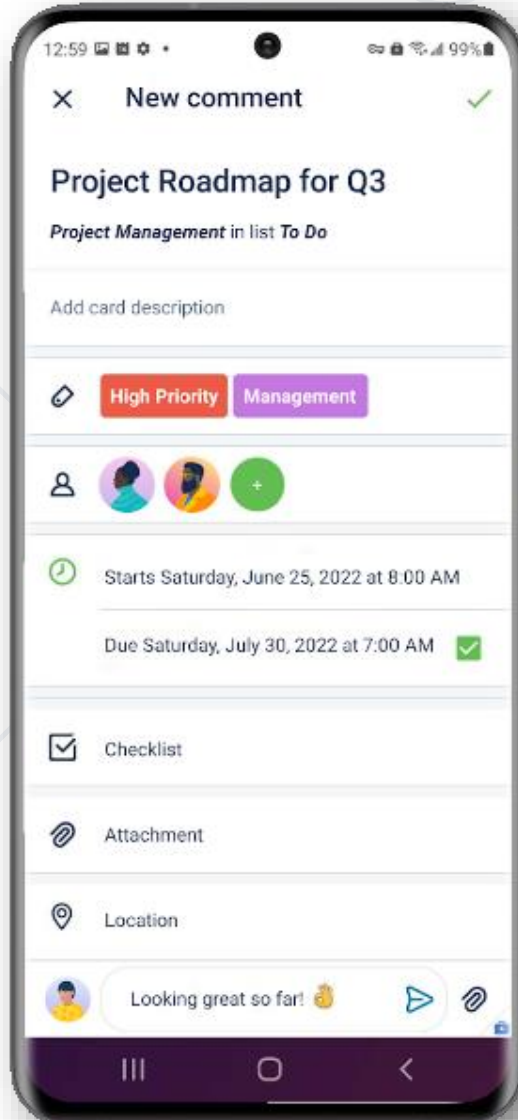 12:59
99%
New comment
Project Roadmap for Q3
Project Management in list To Do
Add card description
High Priority Management
+
Starts Saturday, June 25, 2022 at 8:00 AM
Due Saturday, July 30, 2022 at 7:00 AM
Checklist
Attachment
Location
Looking great so far! 👌